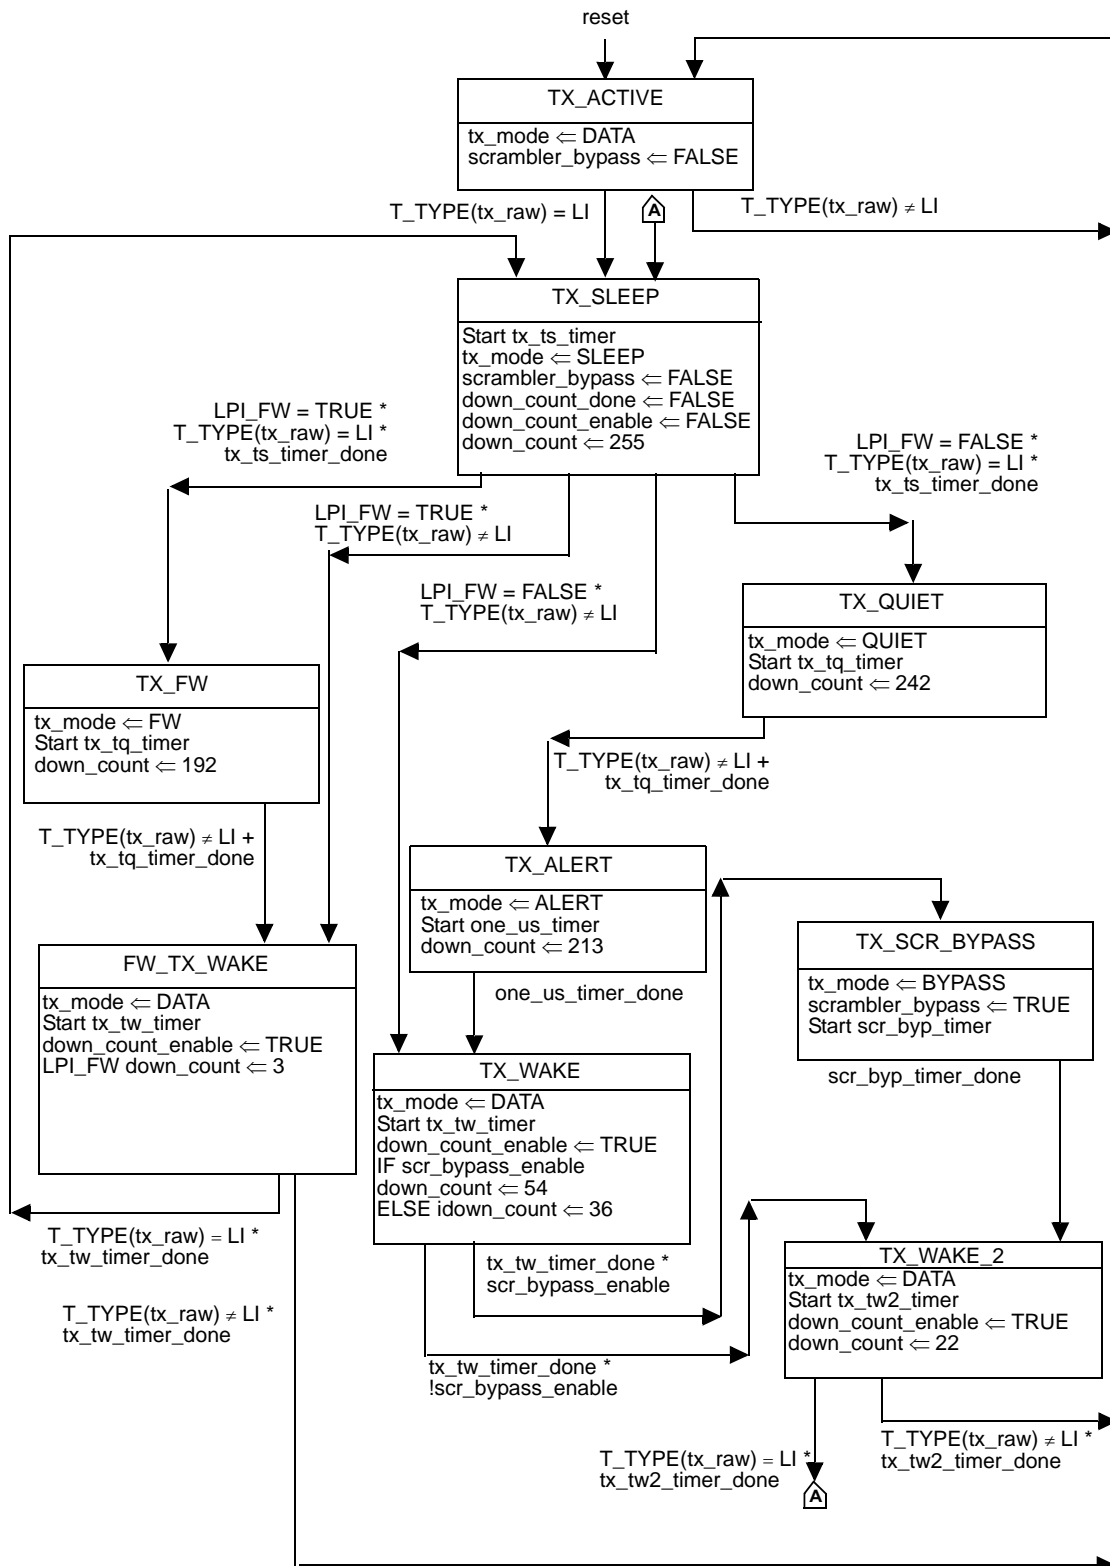 reset
TX_ACTIVE
tx_mode ⇐ DATA
scrambler_bypass ⇐ FALSE
T_TYPE(tx_raw) = LI
A
T_TYPE(tx_raw) ≠ LI
TX_SLEEP
Start tx_ts_timer
tx_mode ⇐ SLEEP
scrambler_bypass ⇐ FALSE
down_count_done ⇐ FALSE
down_count_enable ⇐ FALSE
down_count ⇐ 255
LPI_FW = TRUE *
T_TYPE(tx_raw) = LI *
tx_ts_timer_done
LPI_FW = FALSE *
T_TYPE(tx_raw) = LI *
tx_ts_timer_done
LPI_FW = TRUE *
T_TYPE(tx_raw) ≠ LI
LPI_FW = FALSE *
T_TYPE(tx_raw) ≠ LI
TX_QUIET
tx_mode ⇐ QUIET
Start tx_tq_timer
down_count ⇐ 242
TX_FW
tx_mode ⇐ FW
Start tx_tq_timer
down_count ⇐ 192
T_TYPE(tx_raw) ≠ LI +
tx_tq_timer_done
T_TYPE(tx_raw) ≠ LI +
tx_tq_timer_done
TX_ALERT
tx_mode ⇐ ALERT
Start one_us_timer
down_count ⇐ 213
one_us_timer_done
TX_SCR_BYPASS
tx_mode ⇐ BYPASS
scrambler_bypass ⇐ TRUE
Start scr_byp_timer
scr_byp_timer_done
FW_TX_WAKE
tx_mode ⇐ DATA
Start tx_tw_timer
down_count_enable ⇐ TRUE
LPI_FW down_count ⇐ 3
TX_WAKE
tx_mode ⇐ DATA
Start tx_tw_timer
down_count_enable ⇐ TRUE
IF scr_bypass_enable
down_count ⇐ 54
ELSE idown_count ⇐ 36
T_TYPE(tx_raw) = LI *
tx_tw_timer_done
T_TYPE(tx_raw) ≠ LI *
tx_tw_timer_done
tx_tw_timer_done *
scr_bypass_enable
tx_tw_timer_done *
!scr_bypass_enable
TX_WAKE_2
tx_mode ⇐ DATA
Start tx_tw2_timer
down_count_enable ⇐ TRUE
down_count ⇐ 22
T_TYPE(tx_raw) = LI *
tx_tw2_timer_done
A
T_TYPE(tx_raw) ≠ LI *
tx_tw2_timer_done